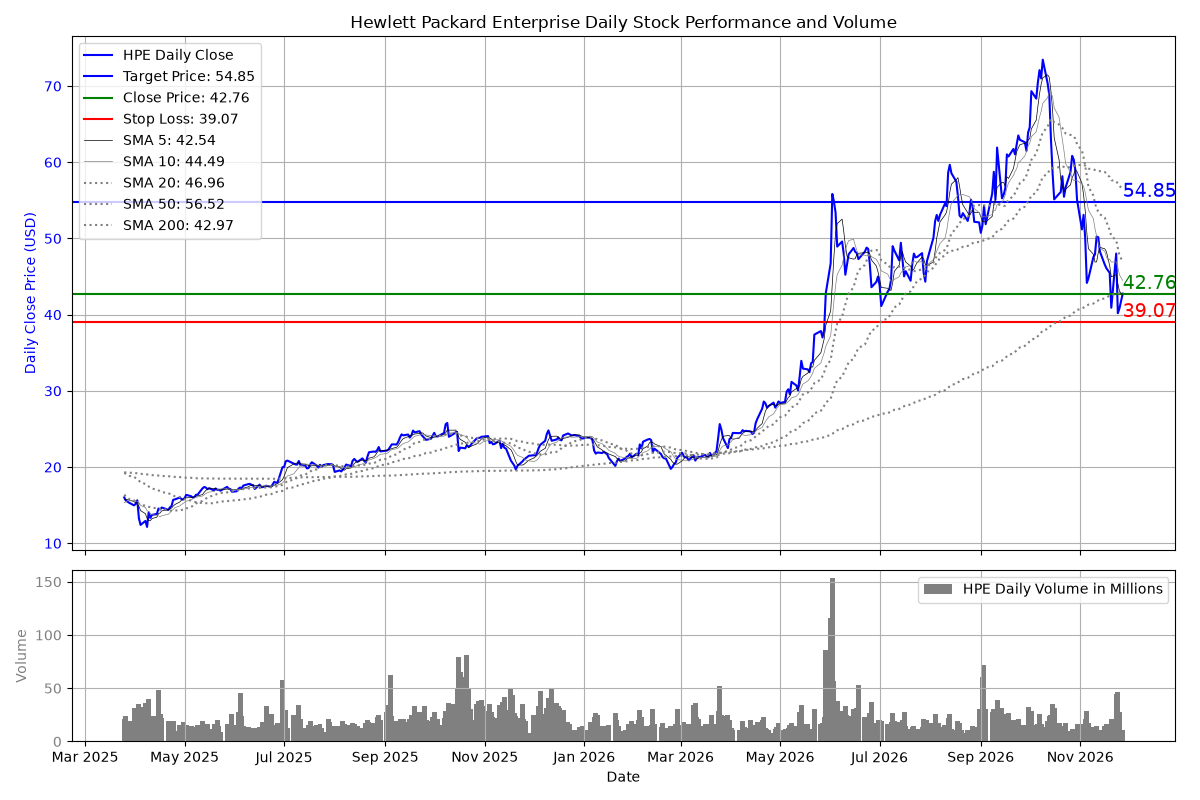 Hewlett Packard Enterprise Daily Stock Performance and Volume
HPE Daily Close
Target Price: 54.85
Close Price: 42.76
Stop Loss: 39.07
SMA 5: 42.54
SMA 10: 44.49
SMA 20: 46.96
SMA 50: 56.52
SMA 200: 42.97
Daily Close Price (USD)
70
60
50
40
30
20
10
54.85
42.76
39.07
HPE Daily Volume in Millions
Volume
150
100
50
0
Mar 2025 May 2025 Jul 2025 Sep 2025 Nov 2025 Jan 2026 Mar 2026 May 2026 Jul 2026 Sep 2026 Nov 2026
Date